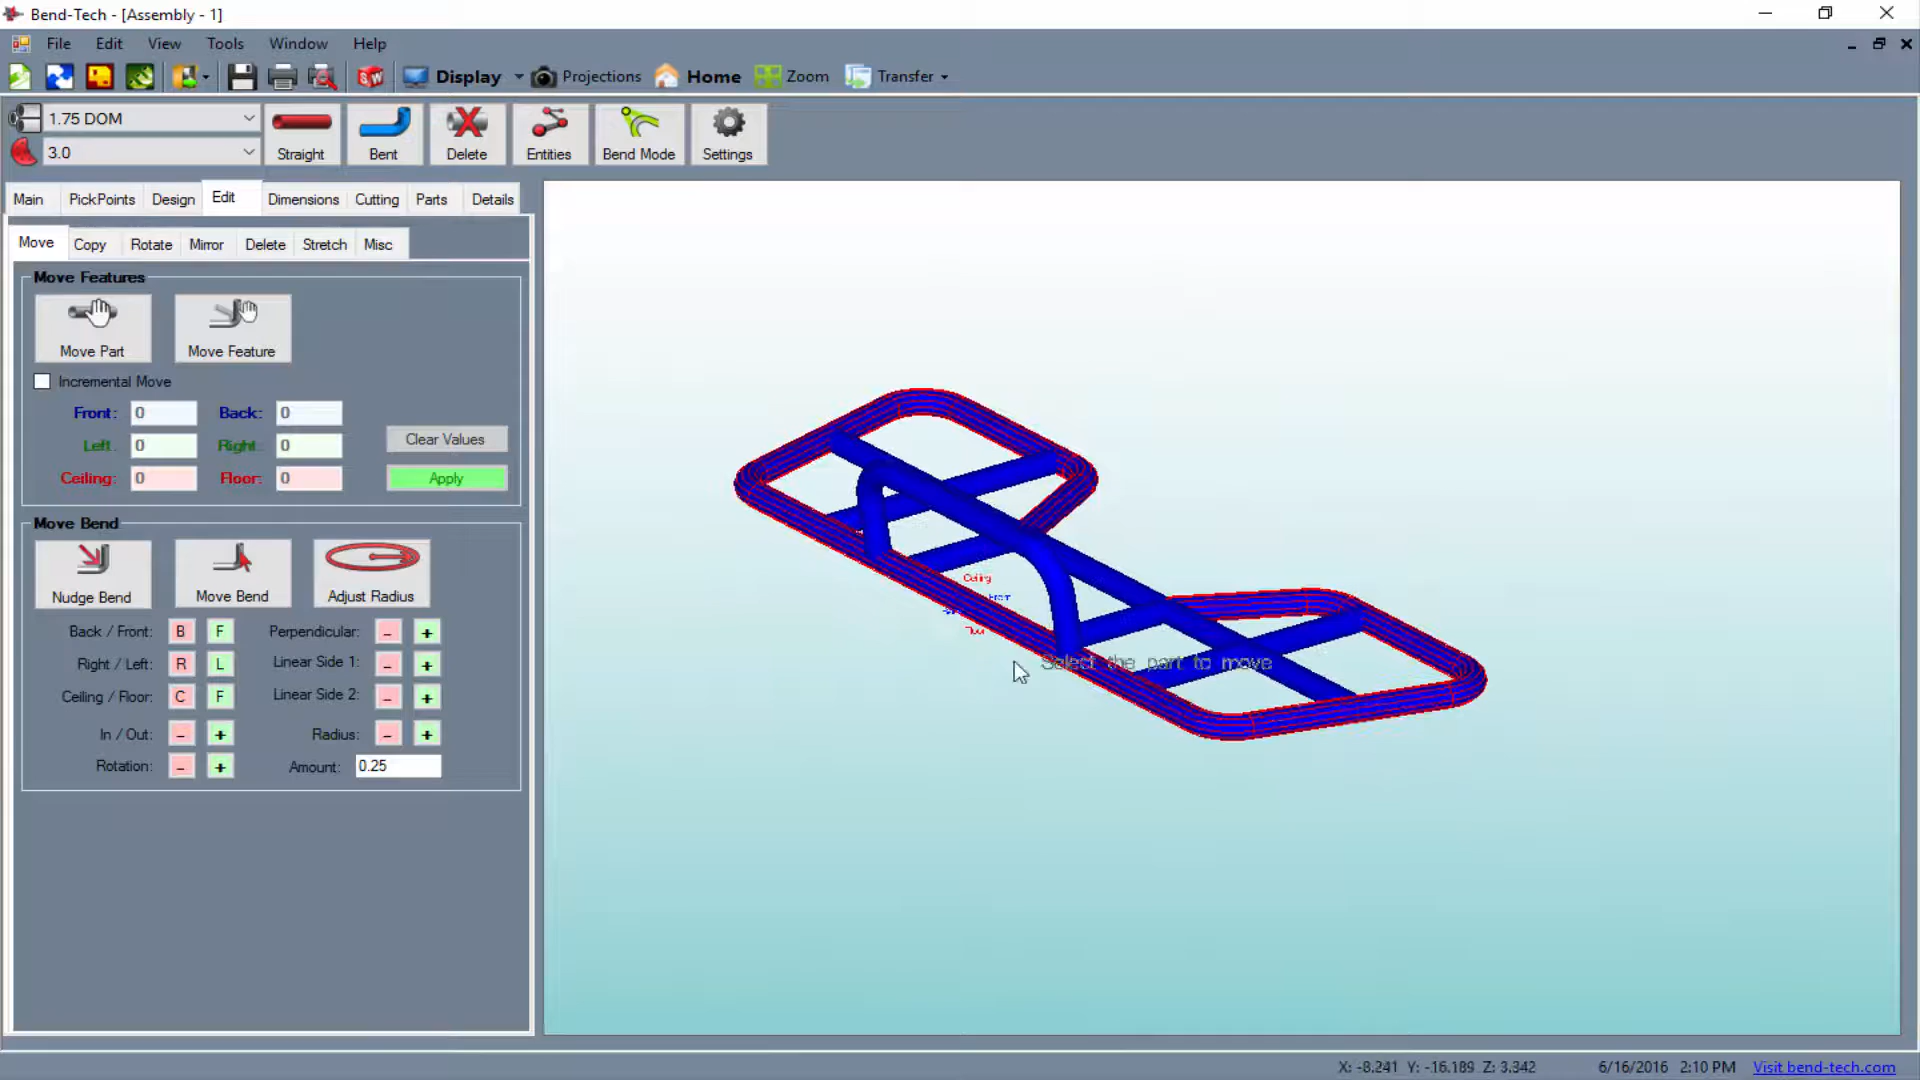 Bend-Tech - [Assembly - 1]
File Edit View Tools Window Help
Display Projections Home Zoom Transfer
1.75 DOM
3.0
Straight Bent Delete Entities Bend Mode Settings
Main PickPoints Design Edit Dimensions Cutting Parts Details
Move Copy Rotate Mirror Delete Stretch Misc
Move Features
Move Part Move Feature
Incremental Move
Front: 0 Back: 0
Left: 0 Right: 0
Clear Values
Ceiling: 0 Floor: 0
Apply
Move Bend
Nudge Bend Move Bend Adjust Radius
Back / Front: B F Perpendicular: - +
Right / Left: R L Linear Side 1: - +
Ceiling / Floor: C F Linear Side 2: - +
In / Out: - + Radius: - +
Rotation: - + Amount: 0.25
Ceiling
Front
Floor
Select the part to move
X: -8.241 Y: -16.189 Z: 3.342 6/16/2016 2:10 PM Visit bend-tech.com